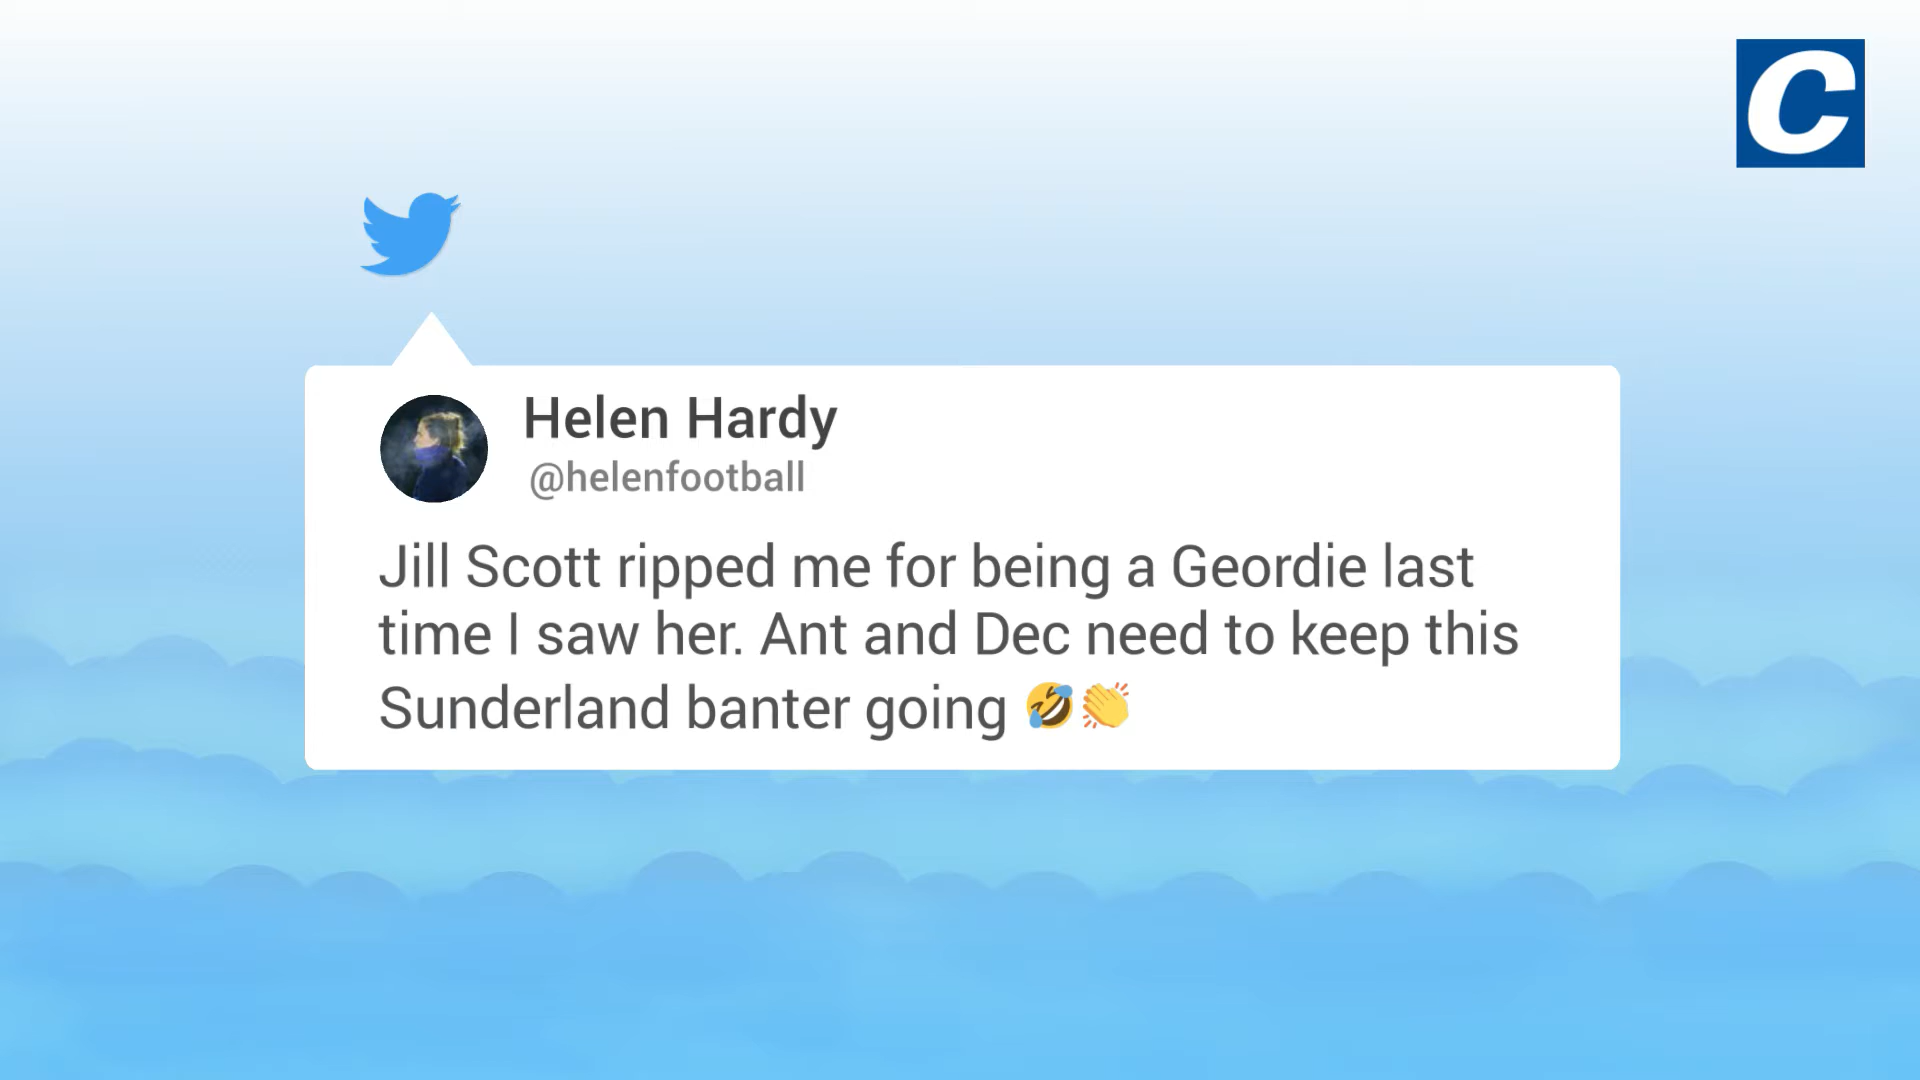 C
Helen Hardy
@helenfootball
Jill Scott ripped me for being a Geordie last
time I saw her. Ant and Dec need to keep this
Sunderland banter going 🤣👏